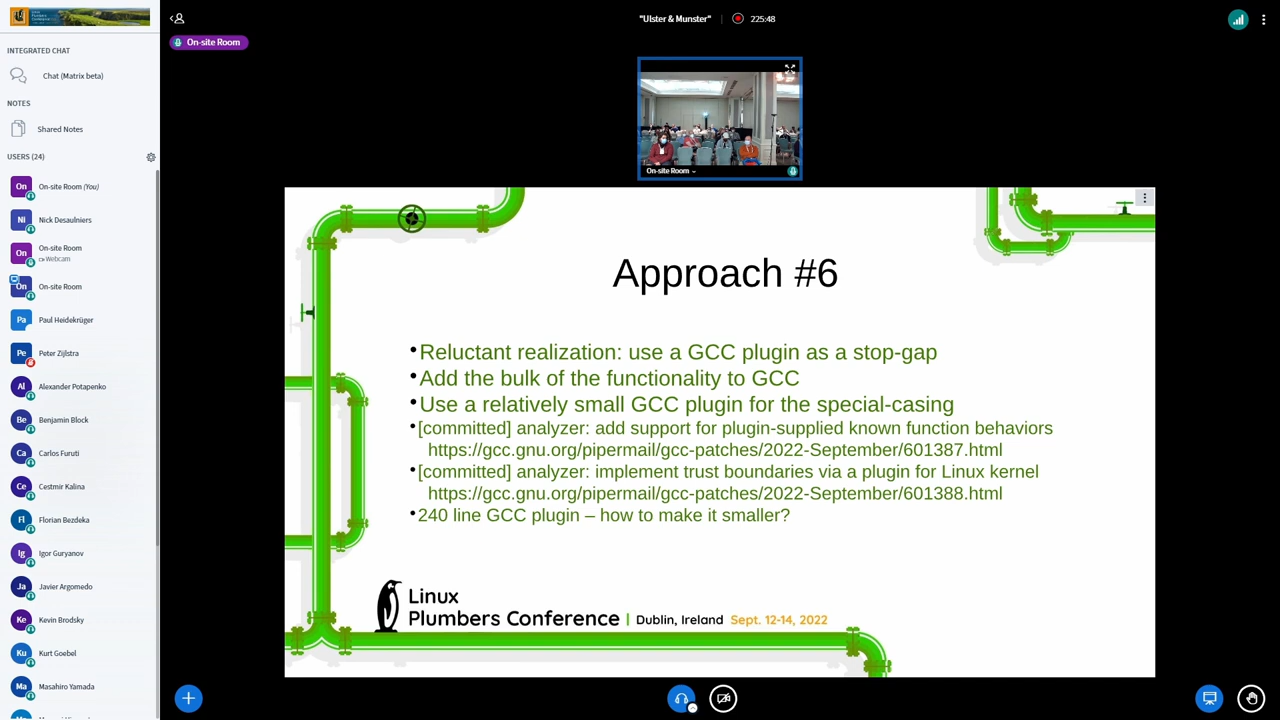 Linux
Plumbers
Conference
INTEGRATED CHAT
Chat (Matrix beta)
NOTES
Shared Notes
USERS (24)
On On-site Room (You)
Ni Nick Desaulniers
On On-site Room
Webcam
On On-site Room
Pa Paul Heidekrüger
Pe Peter Zijlstra
Al Alexander Potapenko
Be Benjamin Block
Ca Carlos Furuti
Ce Cestmir Kalina
Fl Florian Bezdeka
Ig Igor Guryanov
Ja Javier Argomedo
Ke Kevin Brodsky
Ku Kurt Goebel
Ma Masahiro Yamada
"Ulster & Munster"
225:48
On-site Room
On-site Room
Approach #6
•Reluctant realization: use a GCC plugin as a stop-gap
•Add the bulk of the functionality to GCC
•Use a relatively small GCC plugin for the special-casing
•[committed] analyzer: add support for plugin-supplied known function behaviors
https://gcc.gnu.org/pipermail/gcc-patches/2022-September/601387.html
•[committed] analyzer: implement trust boundaries via a plugin for Linux kernel
https://gcc.gnu.org/pipermail/gcc-patches/2022-September/601388.html
•240 line GCC plugin – how to make it smaller?
Linux
Plumbers Conference | Dublin, Ireland Sept. 12-14, 2022